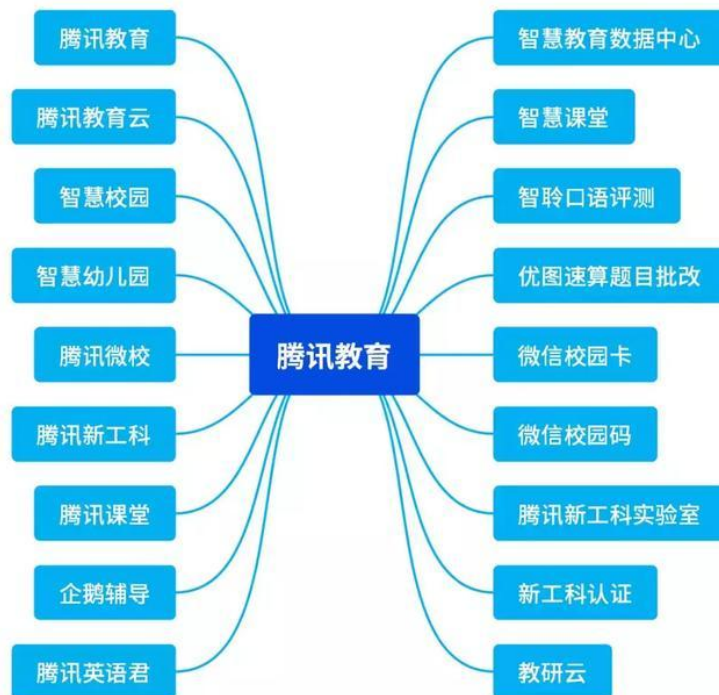 腾讯教育
腾讯教育云
智慧校园
智慧幼儿园
腾讯微校
腾讯新工科
腾讯课堂
企鹅辅导
腾讯英语君
腾讯教育
智慧教育数据中心
智慧课堂
智聆口语评测
优图速算题目批改
微信校园卡
微信校园码
腾讯新工科实验室
新工科认证
教研云